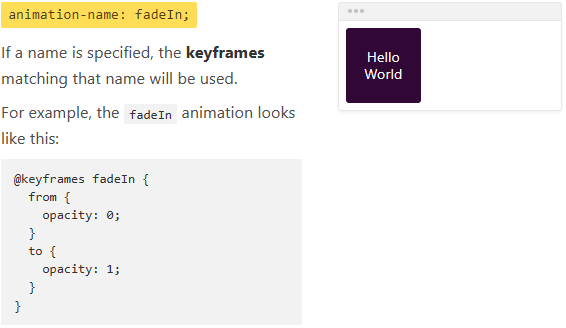 animation-name: fadeIn;
If a name is specified, the keyframes
matching that name will be used.
For example, the fadeIn animation looks
like this:
@keyframes fadeIn {
  from {
    opacity: 0;
  }
  to {
    opacity: 1;
  }
}
Hello
World